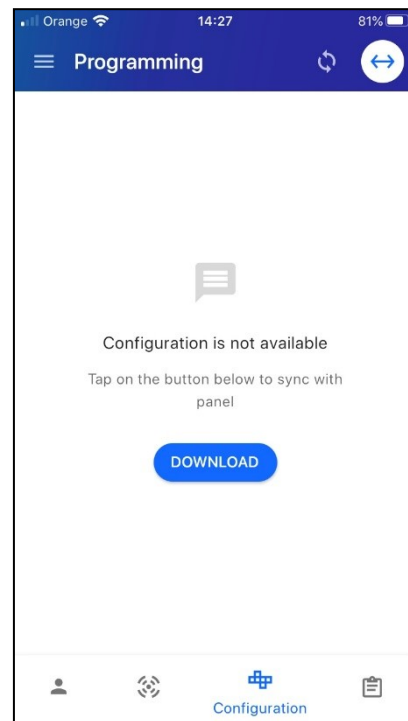 Orange 14:27 81%
Programming
Configuration is not available
Tap on the button below to sync with
panel
DOWNLOAD
Configuration